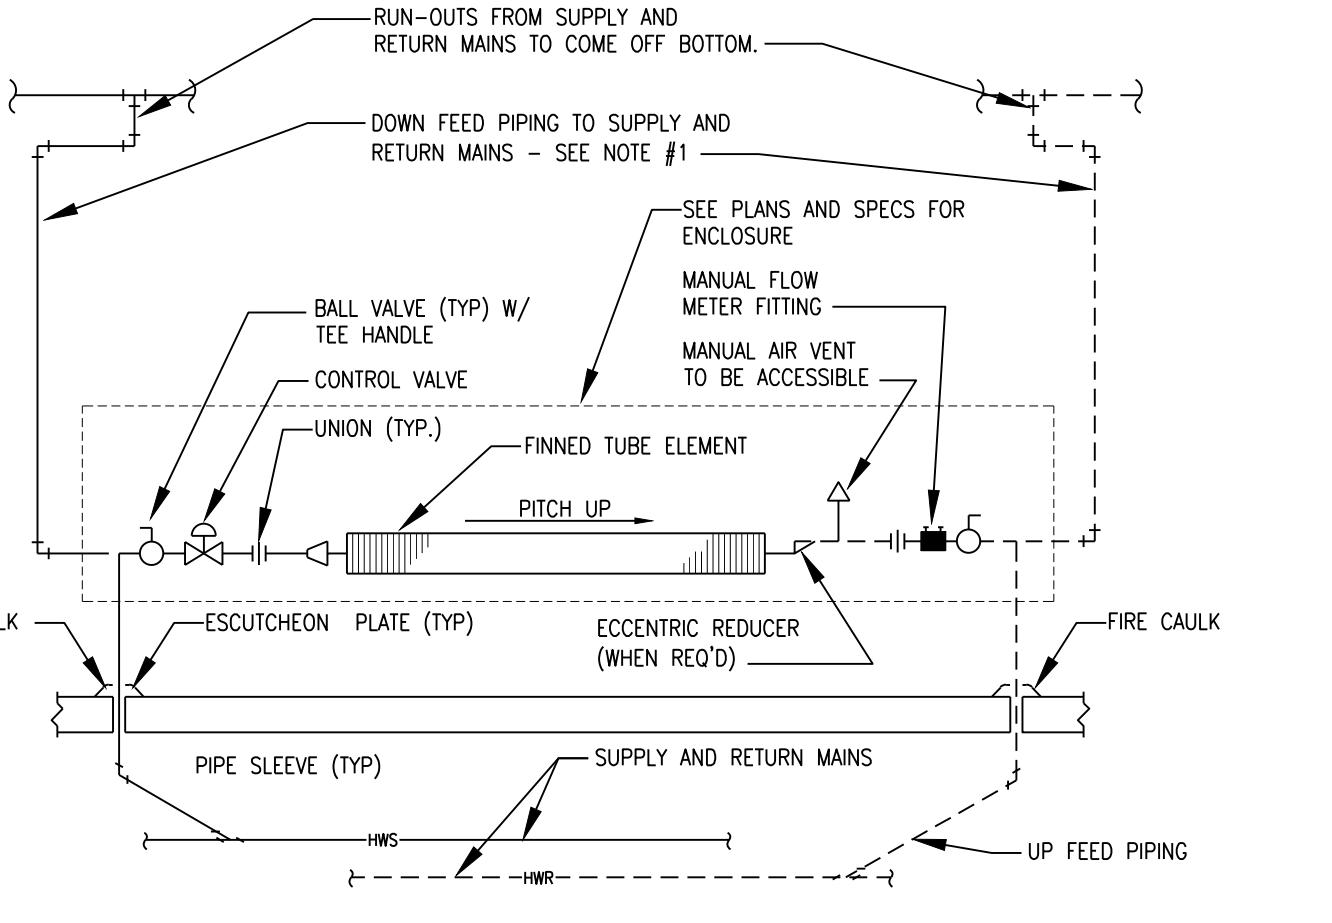 RUN-OUTS FROM SUPPLY AND
RETURN MAINS TO COME OFF BOTTOM.
DOWN FEED PIPING TO SUPPLY AND
RETURN MAINS - SEE NOTE #1
SEE PLANS AND SPECS FOR
ENCLOSURE
MANUAL FLOW
METER FITTING
BALL VALVE (TYP) W/
TEE HANDLE
MANUAL AIR VENT
TO BE ACCESSIBLE
CONTROL VALVE
UNION (TYP.)
FINNED TUBE ELEMENT
PITCH UP
LK
ESCUTCHEON PLATE (TYP)
ECCENTRIC REDUCER
(WHEN REQ'D)
FIRE CAULK
PIPE SLEEVE (TYP)
SUPPLY AND RETURN MAINS
HWS
UP FEED PIPING
HWR